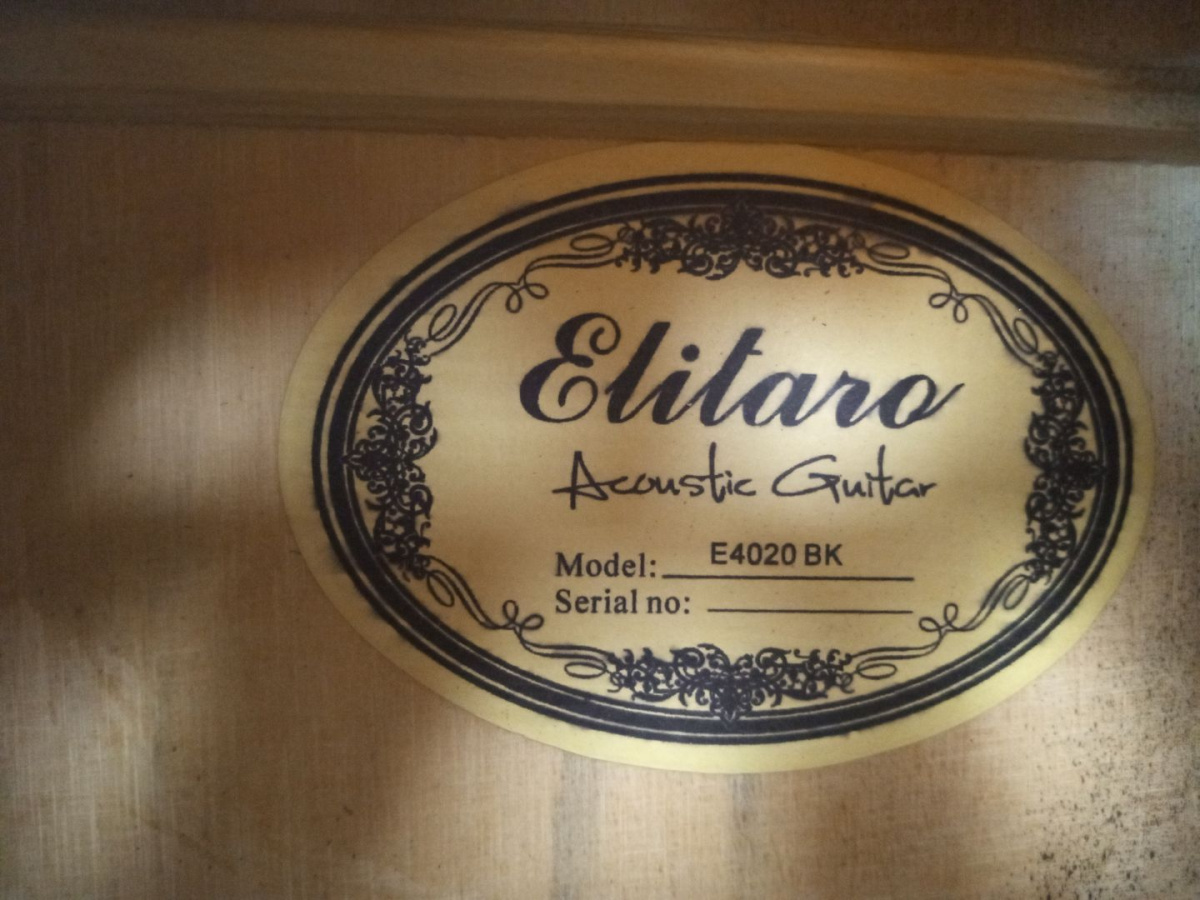 Elitaro
Acoustic Guitar
Model: E4020 BK
Serial no: